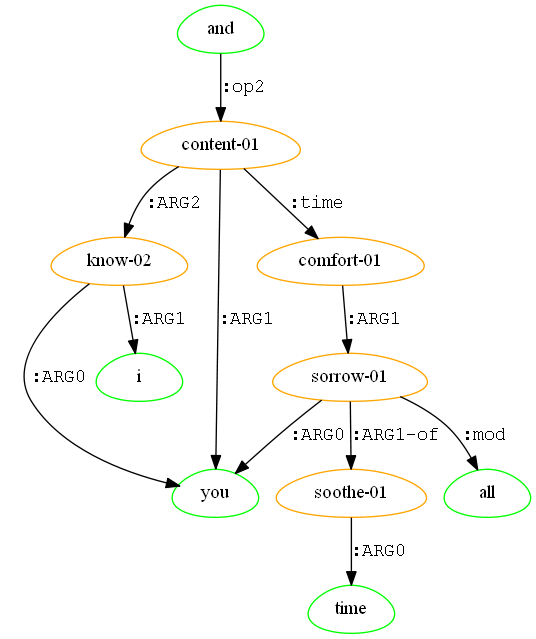 and
:op2
content-01
:ARG2
:time
know-02
comfort-01
:ARG1
:ARG1
:ARG1
i
sorrow-01
:ARG0
:ARG0
:ARG1-of
:mod
you
soothe-01
all
:ARG0
time